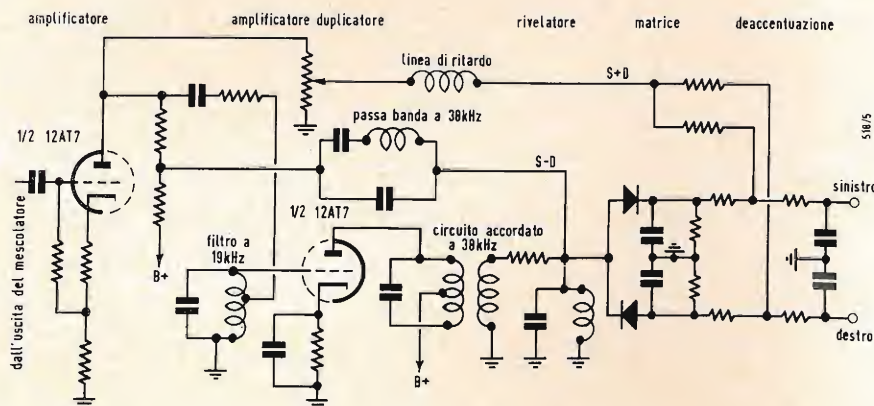 amplificatore
amplificatore duplicatore
rivelatore
matrice
deaccentuazione
linea di ritardo
S+D
passa banda a 38kHz
1/2 12AT7
S-D
518/5
sinistro
1/2 12AT7
circuito accordato
a 38kHz
filtro a
19kHz
B+
dall'uscita del mescolatore
B+
destro